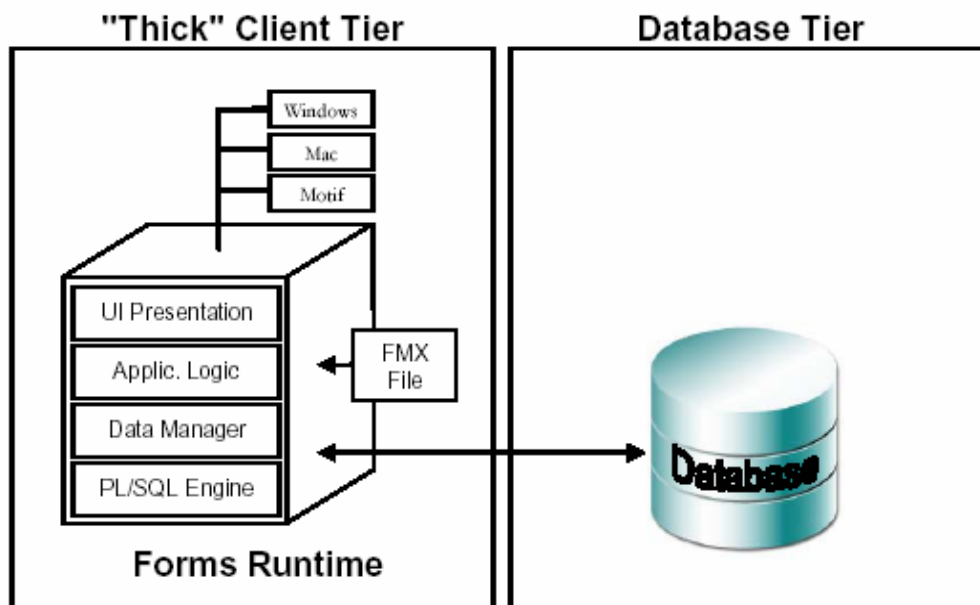 "Thick" Client Tier
Database Tier
Windows
Mac
Motif
UI Presentation
Applic. Logic
Data Manager
PL/SQL Engine
FMX
File
Database
Forms Runtime